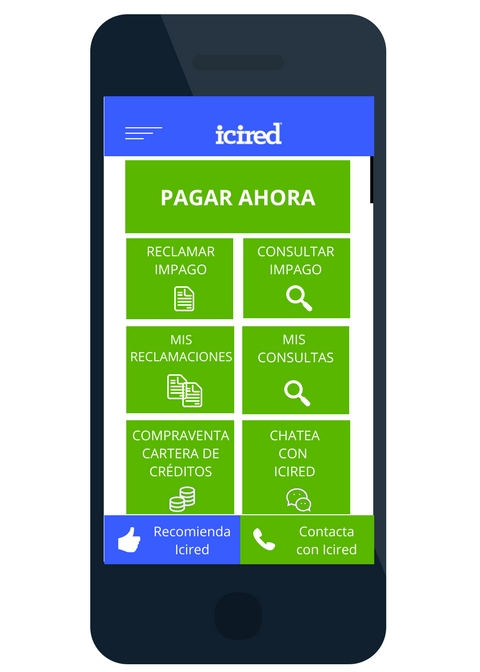 icired
PAGAR AHORA
RECLAMAR
IMPAGO
CONSULTAR
IMPAGO
MIS
RECLAMACIONES
MIS
CONSULTAS
COMPRAVENTA
CARTERA DE
CRÉDITOS
CHATEA
CON
ICIRED
Recomienda
Icired
Contacta
con Icired